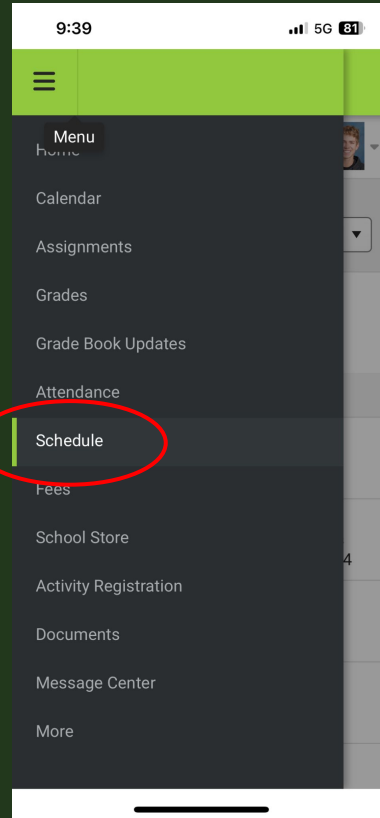 9:39 5G 81
Menu
Home
Calendar
Assignments
Grades
Grade Book Updates
Attendance
Schedule
Fees
School Store
4
Activity Registration
Documents
Message Center
More